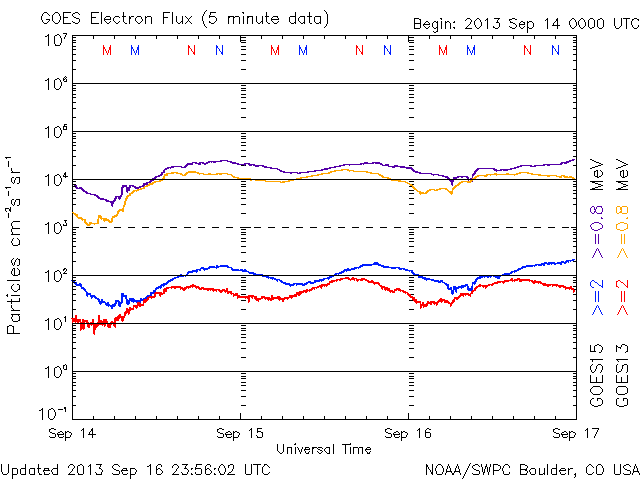 GOES Electron Flux (5 minute data)
Begin: 2013 Sep 14 0000 UTC
10⁷
M M N N M M N N M M N N
10⁶
10⁵
10⁴
10³
10²
10¹
10⁰
10⁻¹
Particles cm⁻²s⁻¹sr⁻¹
Sep 14 Sep 15 Sep 16 Sep 17
Universal Time
GOES15 >=2 >=0.8 MeV
GOES13 >=2 >=0.8 MeV
Updated 2013 Sep 16 23:56:02 UTC
NOAA/SWPC Boulder, CO USA